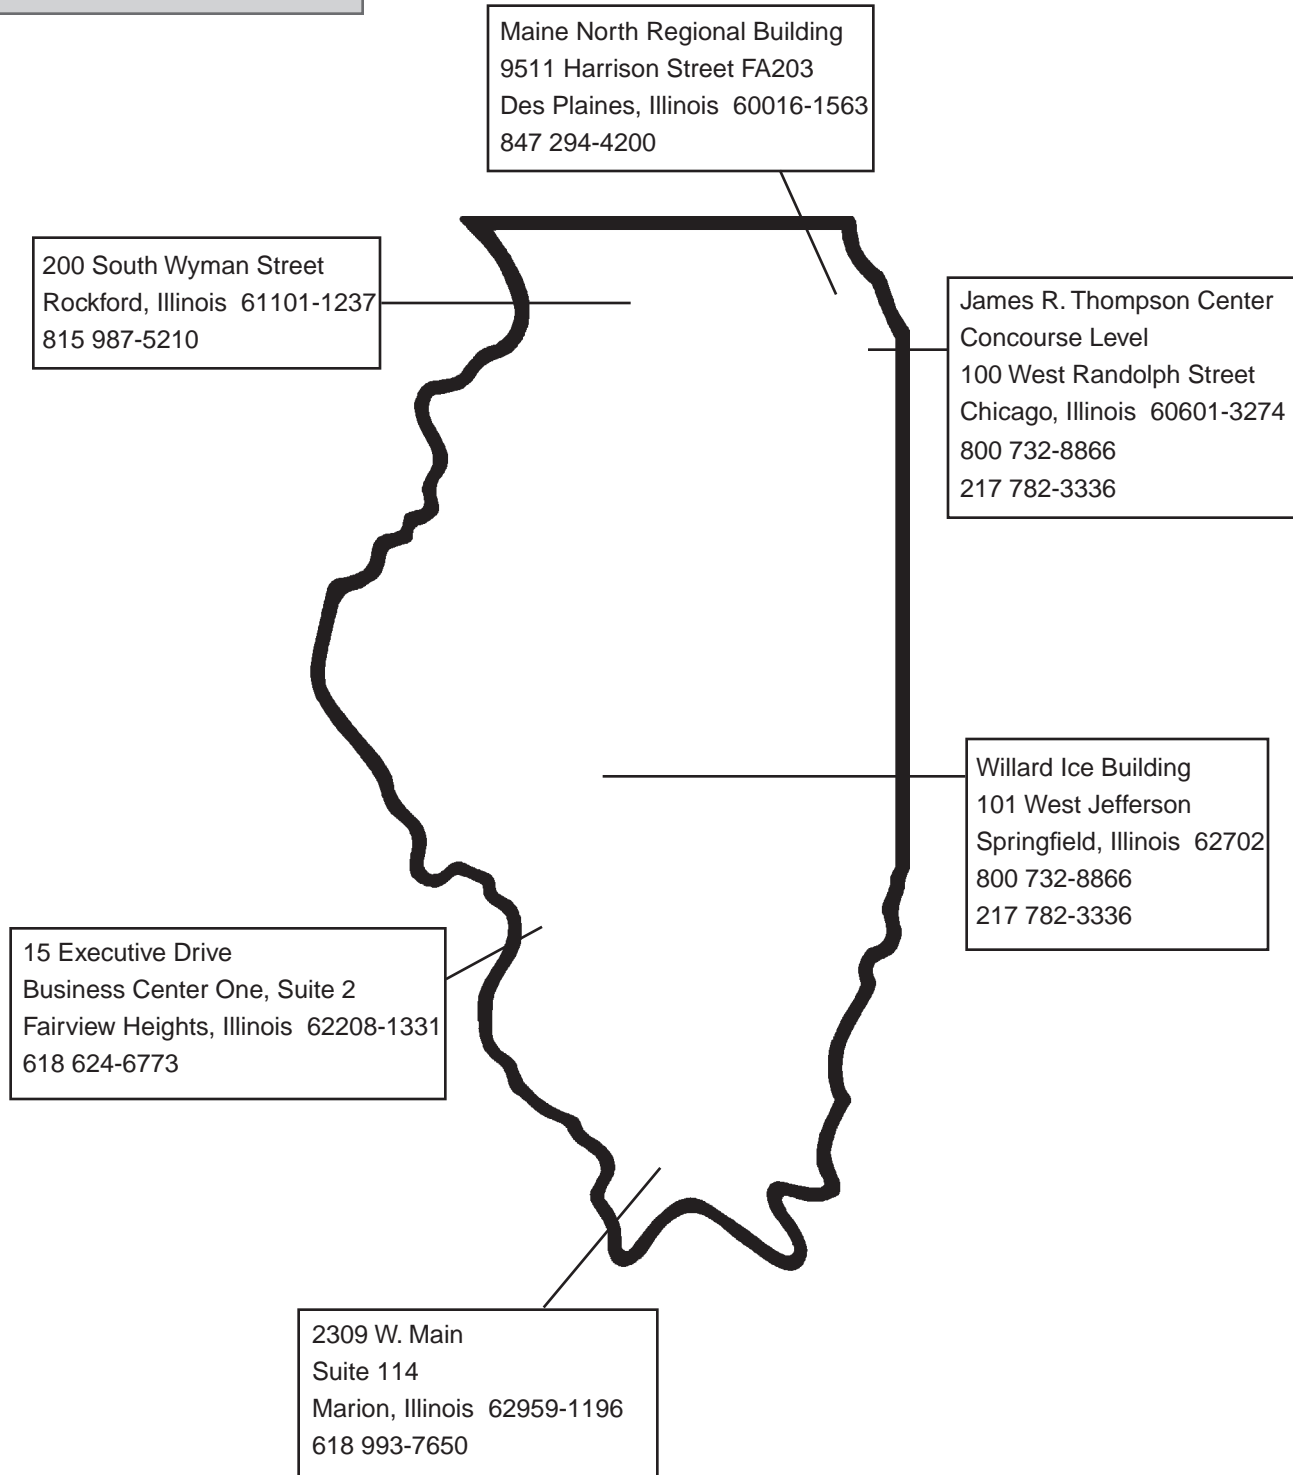 Maine North Regional Building
9511 Harrison Street FA203
Des Plaines, Illinois  60016-1563
847 294-4200
200 South Wyman Street
Rockford, Illinois  61101-1237
815 987-5210
James R. Thompson Center
Concourse Level
100 West Randolph Street
Chicago, Illinois  60601-3274
800 732-8866
217 782-3336
Willard Ice Building
101 West Jefferson
Springfield, Illinois  62702
800 732-8866
217 782-3336
15 Executive Drive
Business Center One, Suite 2
Fairview Heights, Illinois  62208-1331
618 624-6773
2309 W. Main
Suite 114
Marion, Illinois  62959-1196
618 993-7650